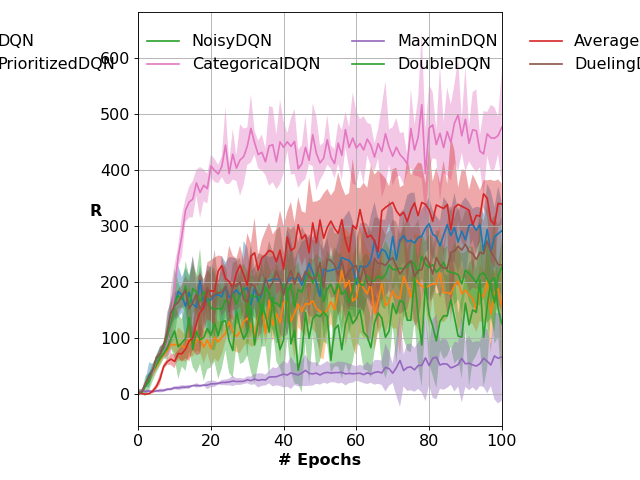 DQN NoisyDQN MaxminDQN Average
PrioritizedDQN CategoricalDQN DoubleDQN DuelingD
600
500
400
R
300
200
100
0
0 20 40 60 80 100
# Epochs